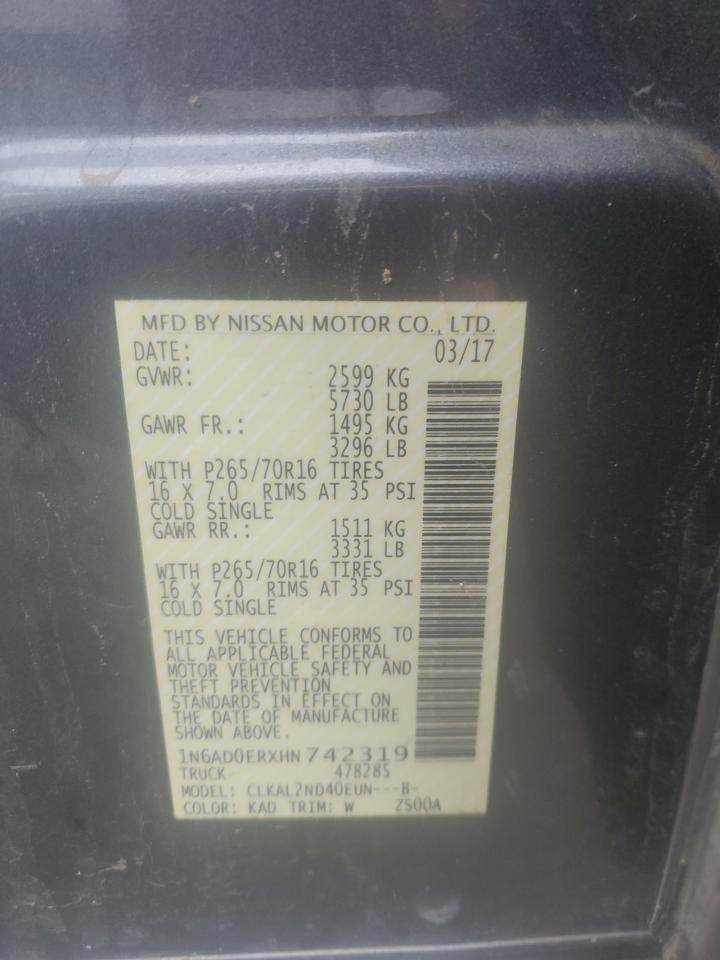 MFD BY NISSAN MOTOR CO., LTD.
DATE: 03/17
GVWR: 2599 KG
5730 LB
GAWR FR.: 1495 KG
3296 LB
WITH P265/70R16 TIRES
16 X 7.0 RIMS AT 35 PSI
COLD SINGLE
GAWR RR.: 1511 KG
3331 LB
WITH P265/70R16 TIRES
16 X 7.0 RIMS AT 35 PSI
COLD SINGLE
THIS VEHICLE CONFORMS TO
ALL APPLICABLE FEDERAL
MOTOR VEHICLE SAFETY AND
THEFT PREVENTION
STANDARDS IN EFFECT ON
THE DATE OF MANUFACTURE
SHOWN ABOVE.
1N6AD0ERXHN742319
TRUCK 478285
MODEL: CLKAL2ND40EUN---B-
COLOR: KAD TRIM: W ZS00A